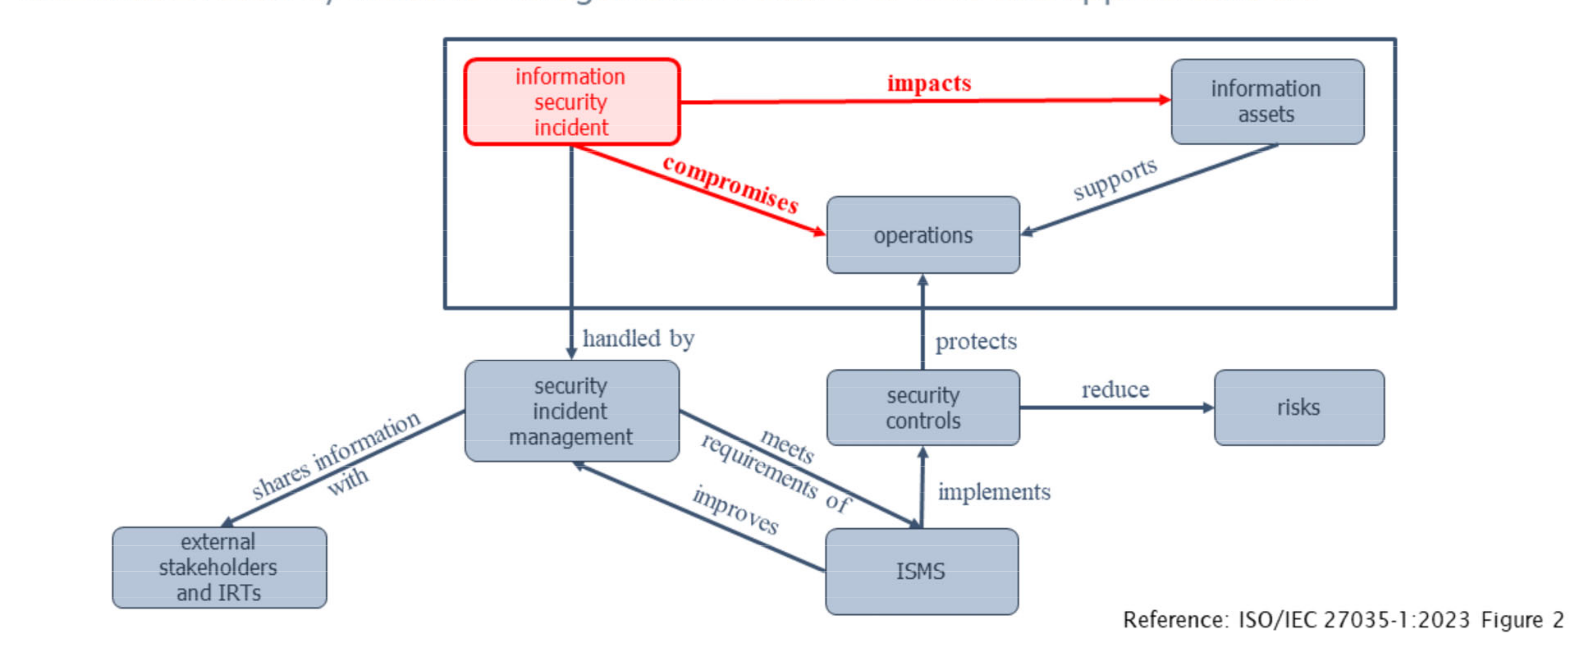 information
security
incident
impacts
information
assets
compromises
supports
operations
handled by
protects
security
incident
management
security
controls
reduce
risks
shares information
with
meets
requirements of
improves
implements
external
stakeholders
and IRTs
ISMS
Reference: ISO/IEC 27035-1:2023 Figure 2